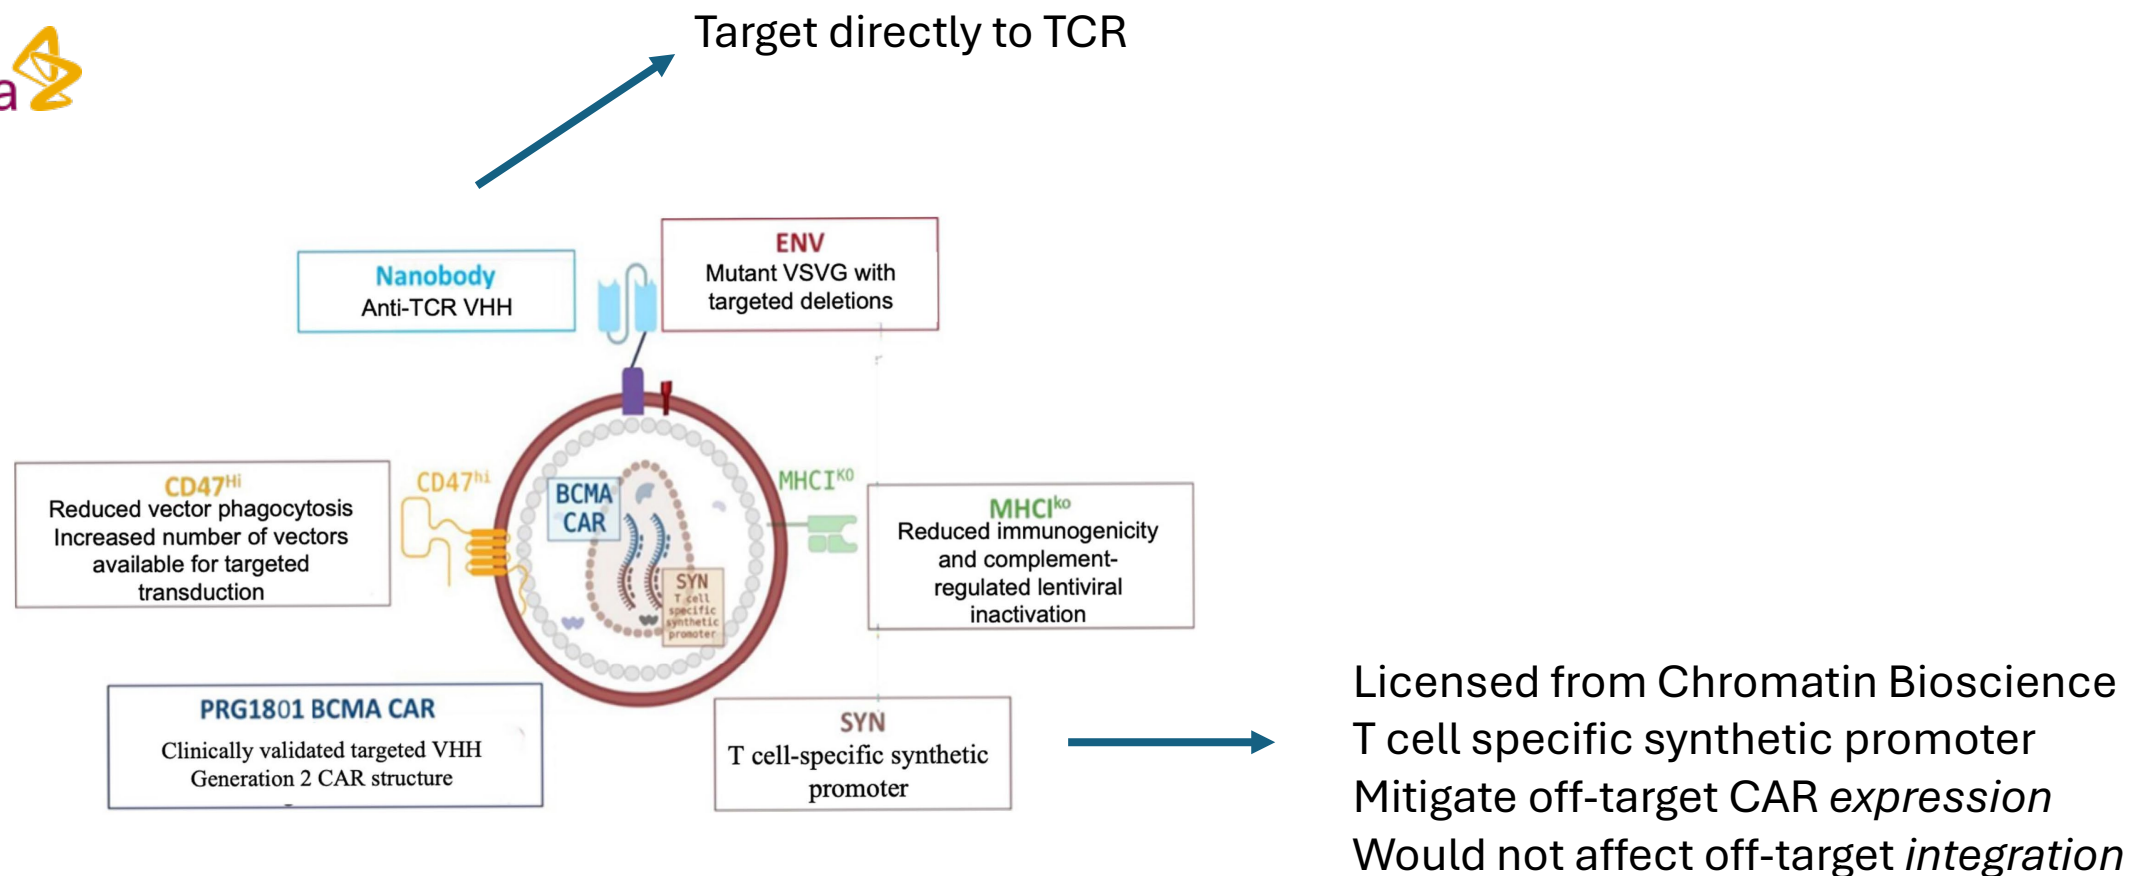 Target directly to TCR
a
Nanobody
Anti-TCR VHH
ENV
Mutant VSVG with
targeted deletions
CD47Hi
Reduced vector phagocytosis
Increased number of vectors
available for targeted
transduction
CD47hi
BCMA
CAR
SYN
T cell
specific
synthetic
promoter
MHCIKO
MHCIko
Reduced immunogenicity
and complement-
regulated lentiviral
inactivation
PRG1801 BCMA CAR
Clinically validated targeted VHH
Generation 2 CAR structure
SYN
T cell-specific synthetic
promoter
Licensed from Chromatin Bioscience
T cell specific synthetic promoter
Mitigate off-target CAR expression
Would not affect off-target integration